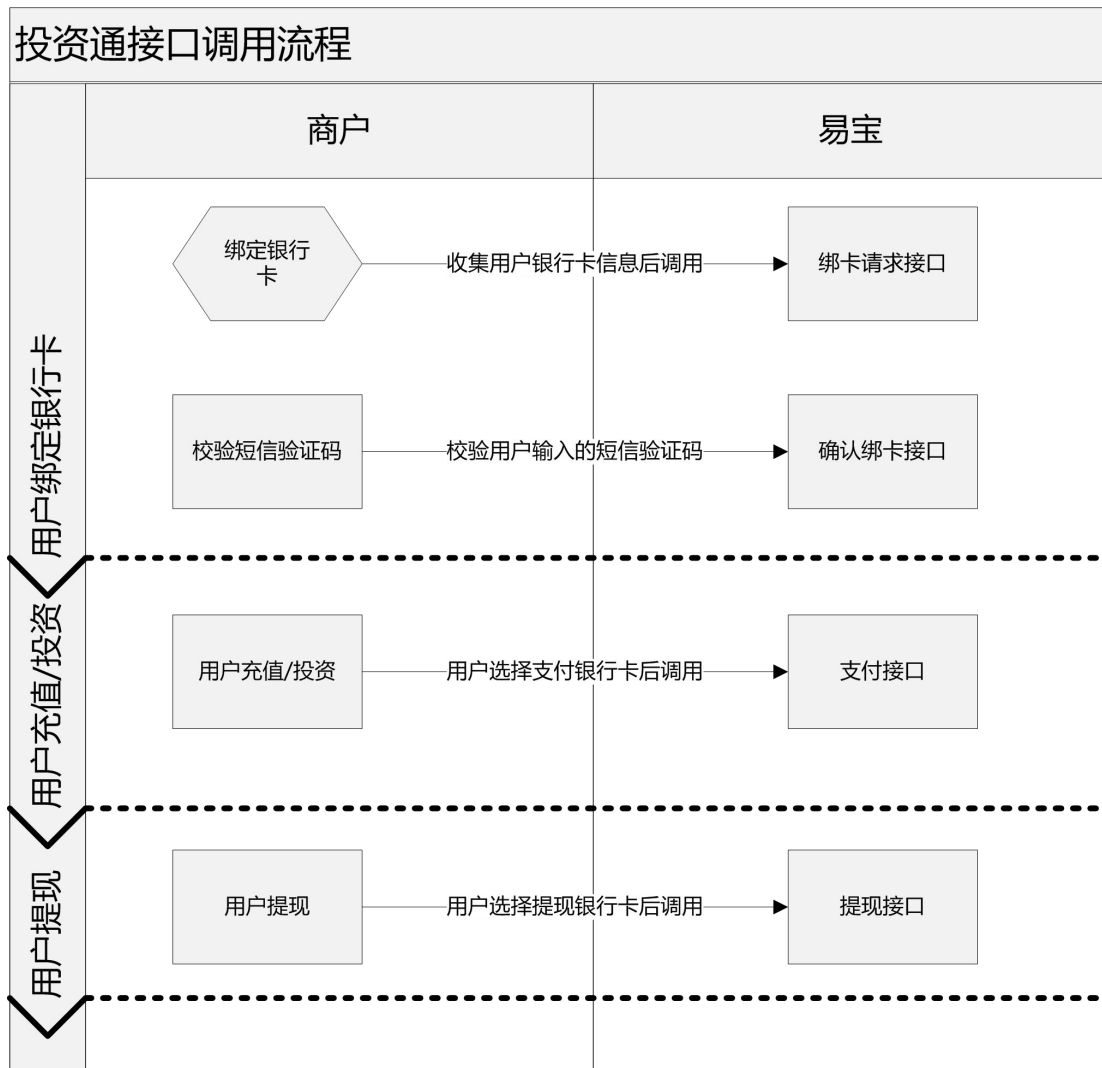 投资通接口调用流程
商户
易宝
用户绑定银行卡
绑定银行
卡
收集用户银行卡信息后调用
绑卡请求接口
校验短信验证码
校验用户输入的短信验证码
确认绑卡接口
用户充值/投资
用户充值/投资
用户选择支付银行卡后调用
支付接口
用户提现
用户提现
用户选择提现银行卡后调用
提现接口